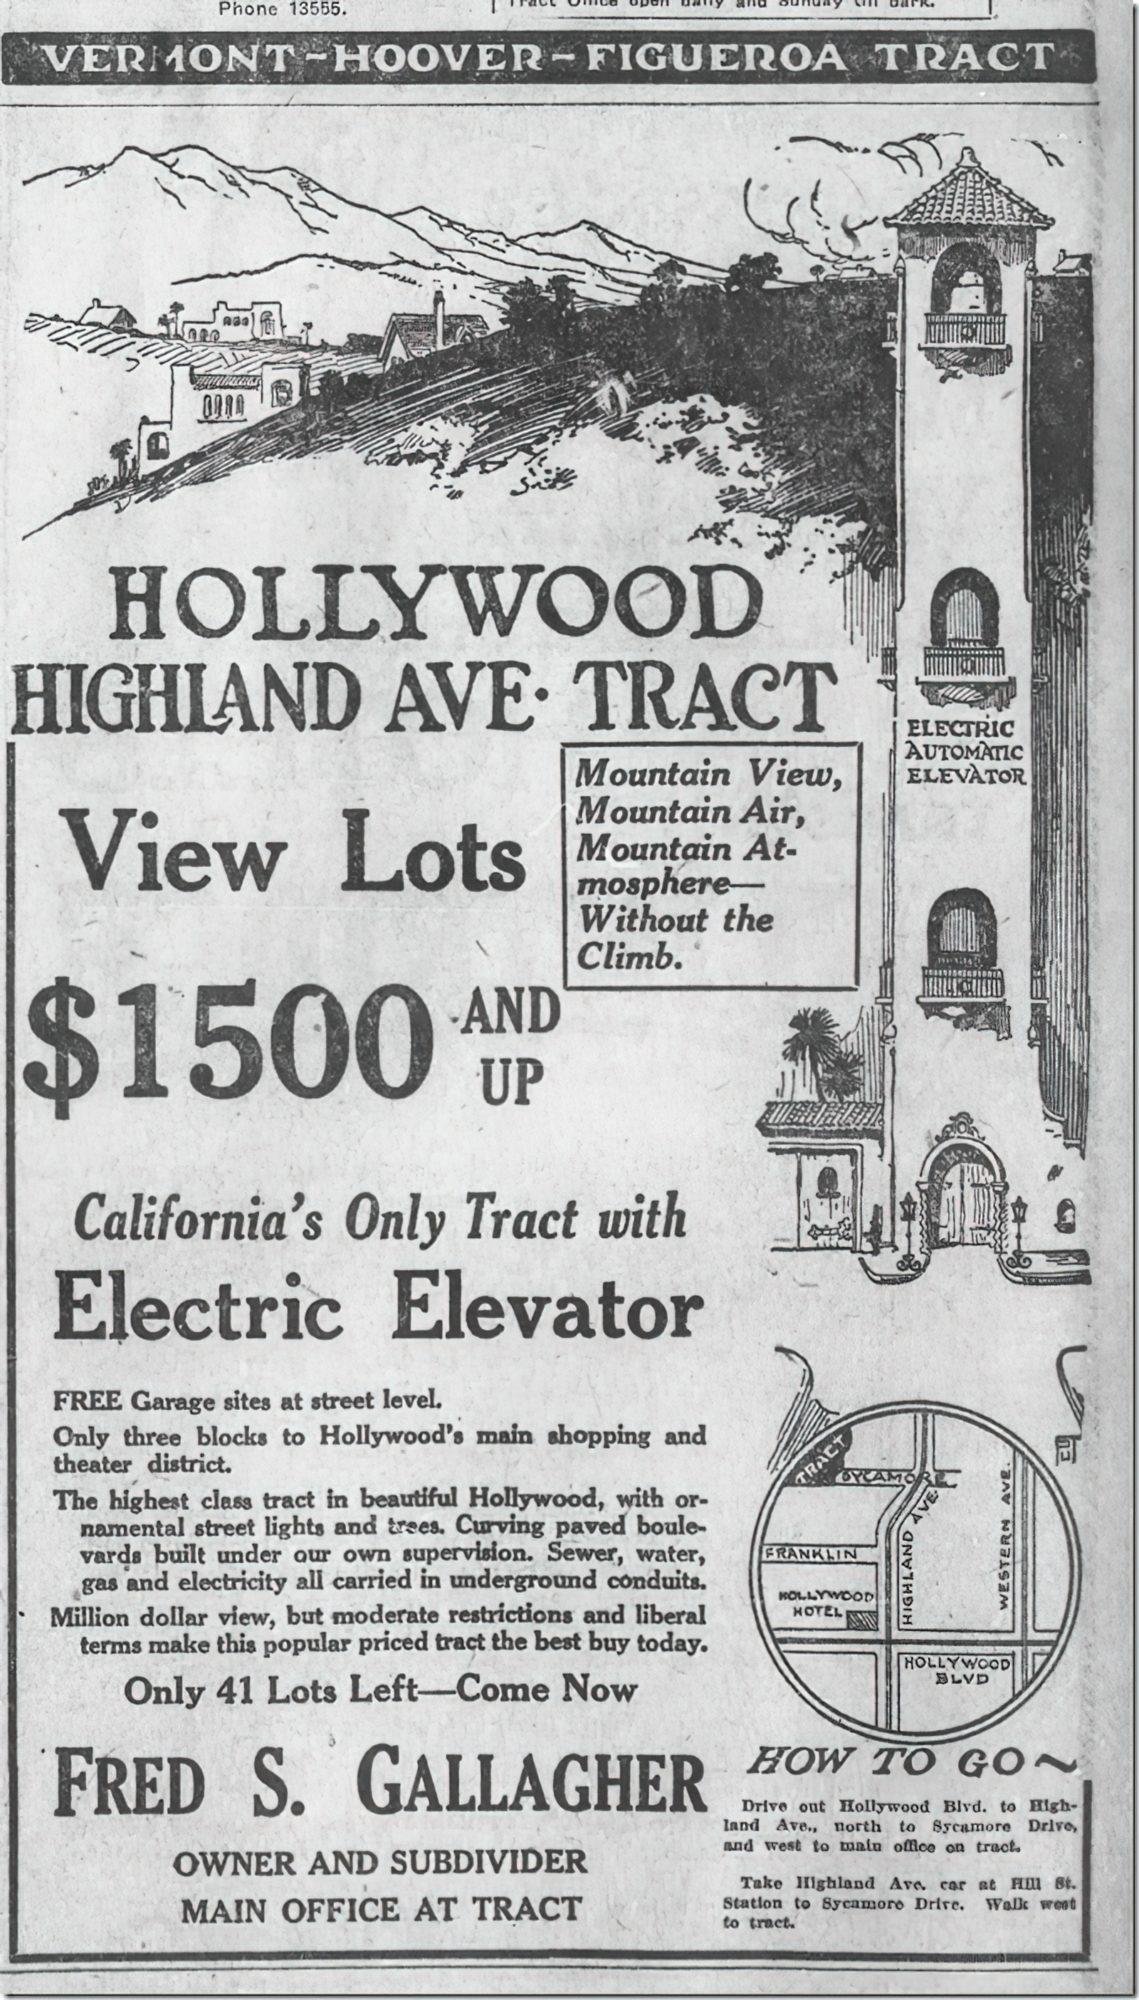 Phone 13555.
Tract Office open daily and Sunday till dark.
VERMONT-HOOVER-FIGUEROA TRACT
HOLLYWOOD
HIGHLAND AVE· TRACT
ELECTRIC
AUTOMATIC
ELEVATOR
View Lots
Mountain View,
Mountain Air,
Mountain At-
mosphere—
Without the
Climb.
$1500 AND
UP
California's Only Tract with
Electric Elevator
FREE Garage sites at street level.
Only three blocks to Hollywood's main shopping and
theater district.
The highest class tract in beautiful Hollywood, with or-
namental street lights and trees. Curving paved boule-
vards built under our own supervision. Sewer, water,
gas and electricity all carried in underground conduits.
Million dollar view, but moderate restrictions and liberal
terms make this popular priced tract the best buy today.
Only 41 Lots Left—Come Now
FRED S. GALLAGHER
OWNER AND SUBDIVIDER
MAIN OFFICE AT TRACT
TRACT
SYCAMORE
HIGHLAND AVE.
WESTERN AVE.
FRANKLIN
HOLLYWOOD
HOTEL
HOLLYWOOD
BLVD
HOW TO GO~
Drive out Hollywood Blvd. to High-
land Ave., north to Sycamore Drive,
and west to main office on tract.
Take Highland Ave. car at Hill St.
Station to Sycamore Drive. Walk west
to tract.